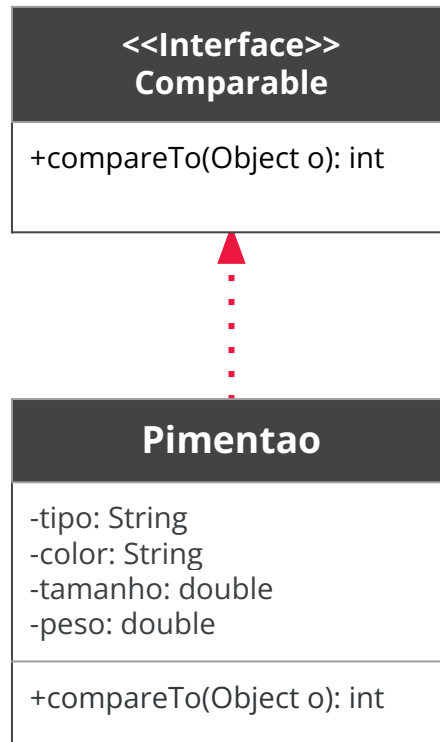 <<Interface>>
Comparable
+compareTo(Object o): int
Pimentao
-tipo: String
-color: String
-tamanho: double
-peso: double
+compareTo(Object o): int